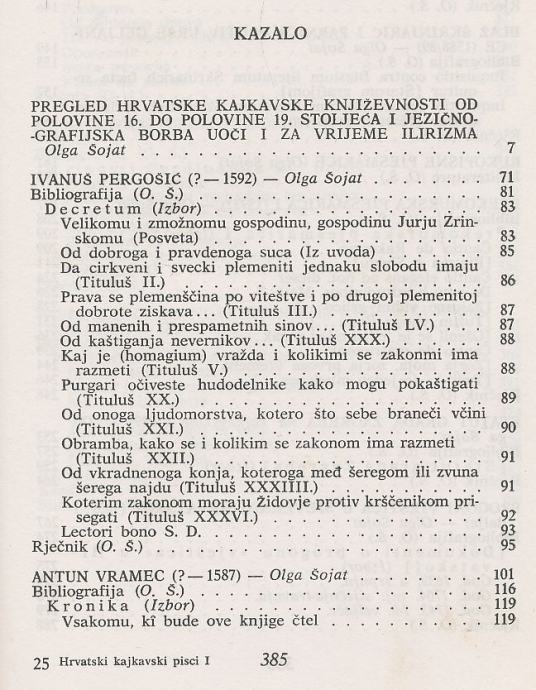 KAZALO
PREGLED HRVATSKE KAJKAVSKE KNJIŽEVNOSTI OD
POLOVINE 16. DO POLOVINE 19. STOLJEĆA I JEZIČNO-
-GRAFIJSKA BORBA UOČI I ZA VRIJEME ILIRIZMA
Olga Šojat . . . . . . . . . . . . . . . . . . 7
IVANUŠ PERGOŠIĆ (?—1592) — Olga Šojat . . . . . . . 71
Bibliografija (O. Š.) . . . . . . . . . . . . . . . 81
Decretum (Izbor) . . . . . . . . . . . . . . . 83
Velikomu i zmožnomu gospodinu, gospodinu Jurju Zrin-
skomu (Posveta) . . . . . . . . . . . . . . 83
Od dobroga i pravdenoga suca (Iz uvoda) . . . . . . 85
Da cirkveni i svecki plemeniti jednaku slobodu imaju
(Tituluš II.) . . . . . . . . . . . . . . . . 86
Prava se plemenščina po viteštve i po drugoj plemenitoj
dobrote ziskava... (Tituluš III.) . . . . . . . . 87
Od manenih i prespametnih sinov... (Tituluš LV.) . . 87
Od kaštiganja nevernikov... (Tituluš XXX.) . . . . . 88
Kaj je (homagium) vražda i kolikimi se zakonmi ima
razmeti (Tituluš V.) . . . . . . . . . . . . . 88
Purgari očiveste hudodelnike kako mogu pokaštigati
(Tituluš XX.) . . . . . . . . . . . . . . . 89
Od onoga ljudomorstva, kotero što sebe braneči včini
(Tituluš XXI.) . . . . . . . . . . . . . . . 90
Obramba, kako se i kolikim se zakonom ima razmeti
(Tituluš XXII.) . . . . . . . . . . . . . . 91
Od vkradnenoga konja, koteroga međ šeregom ili zvuna
šerega najdu (Tituluš XXXIIII.) . . . . . . . . 91
Koterim zakonom moraju Židovje protiv krščenikom pri-
segati (Tituluš XXXVI.) . . . . . . . . . . . 92
Lectori bono S. D. . . . . . . . . . . . . . . 93
Rječnik (O. Š.) . . . . . . . . . . . . . . . . . 95
ANTUN VRAMEC (?—1587) — Olga Šojat . . . . . . . . 101
Bibliografija (O. Š.) . . . . . . . . . . . . . . . 116
Kronika (Izbor) . . . . . . . . . . . . . . . 119
Vsakomu, kî bude ove knjige čtel . . . . . . . . . 119
25 Hrvatski kajkavski pisci I 385